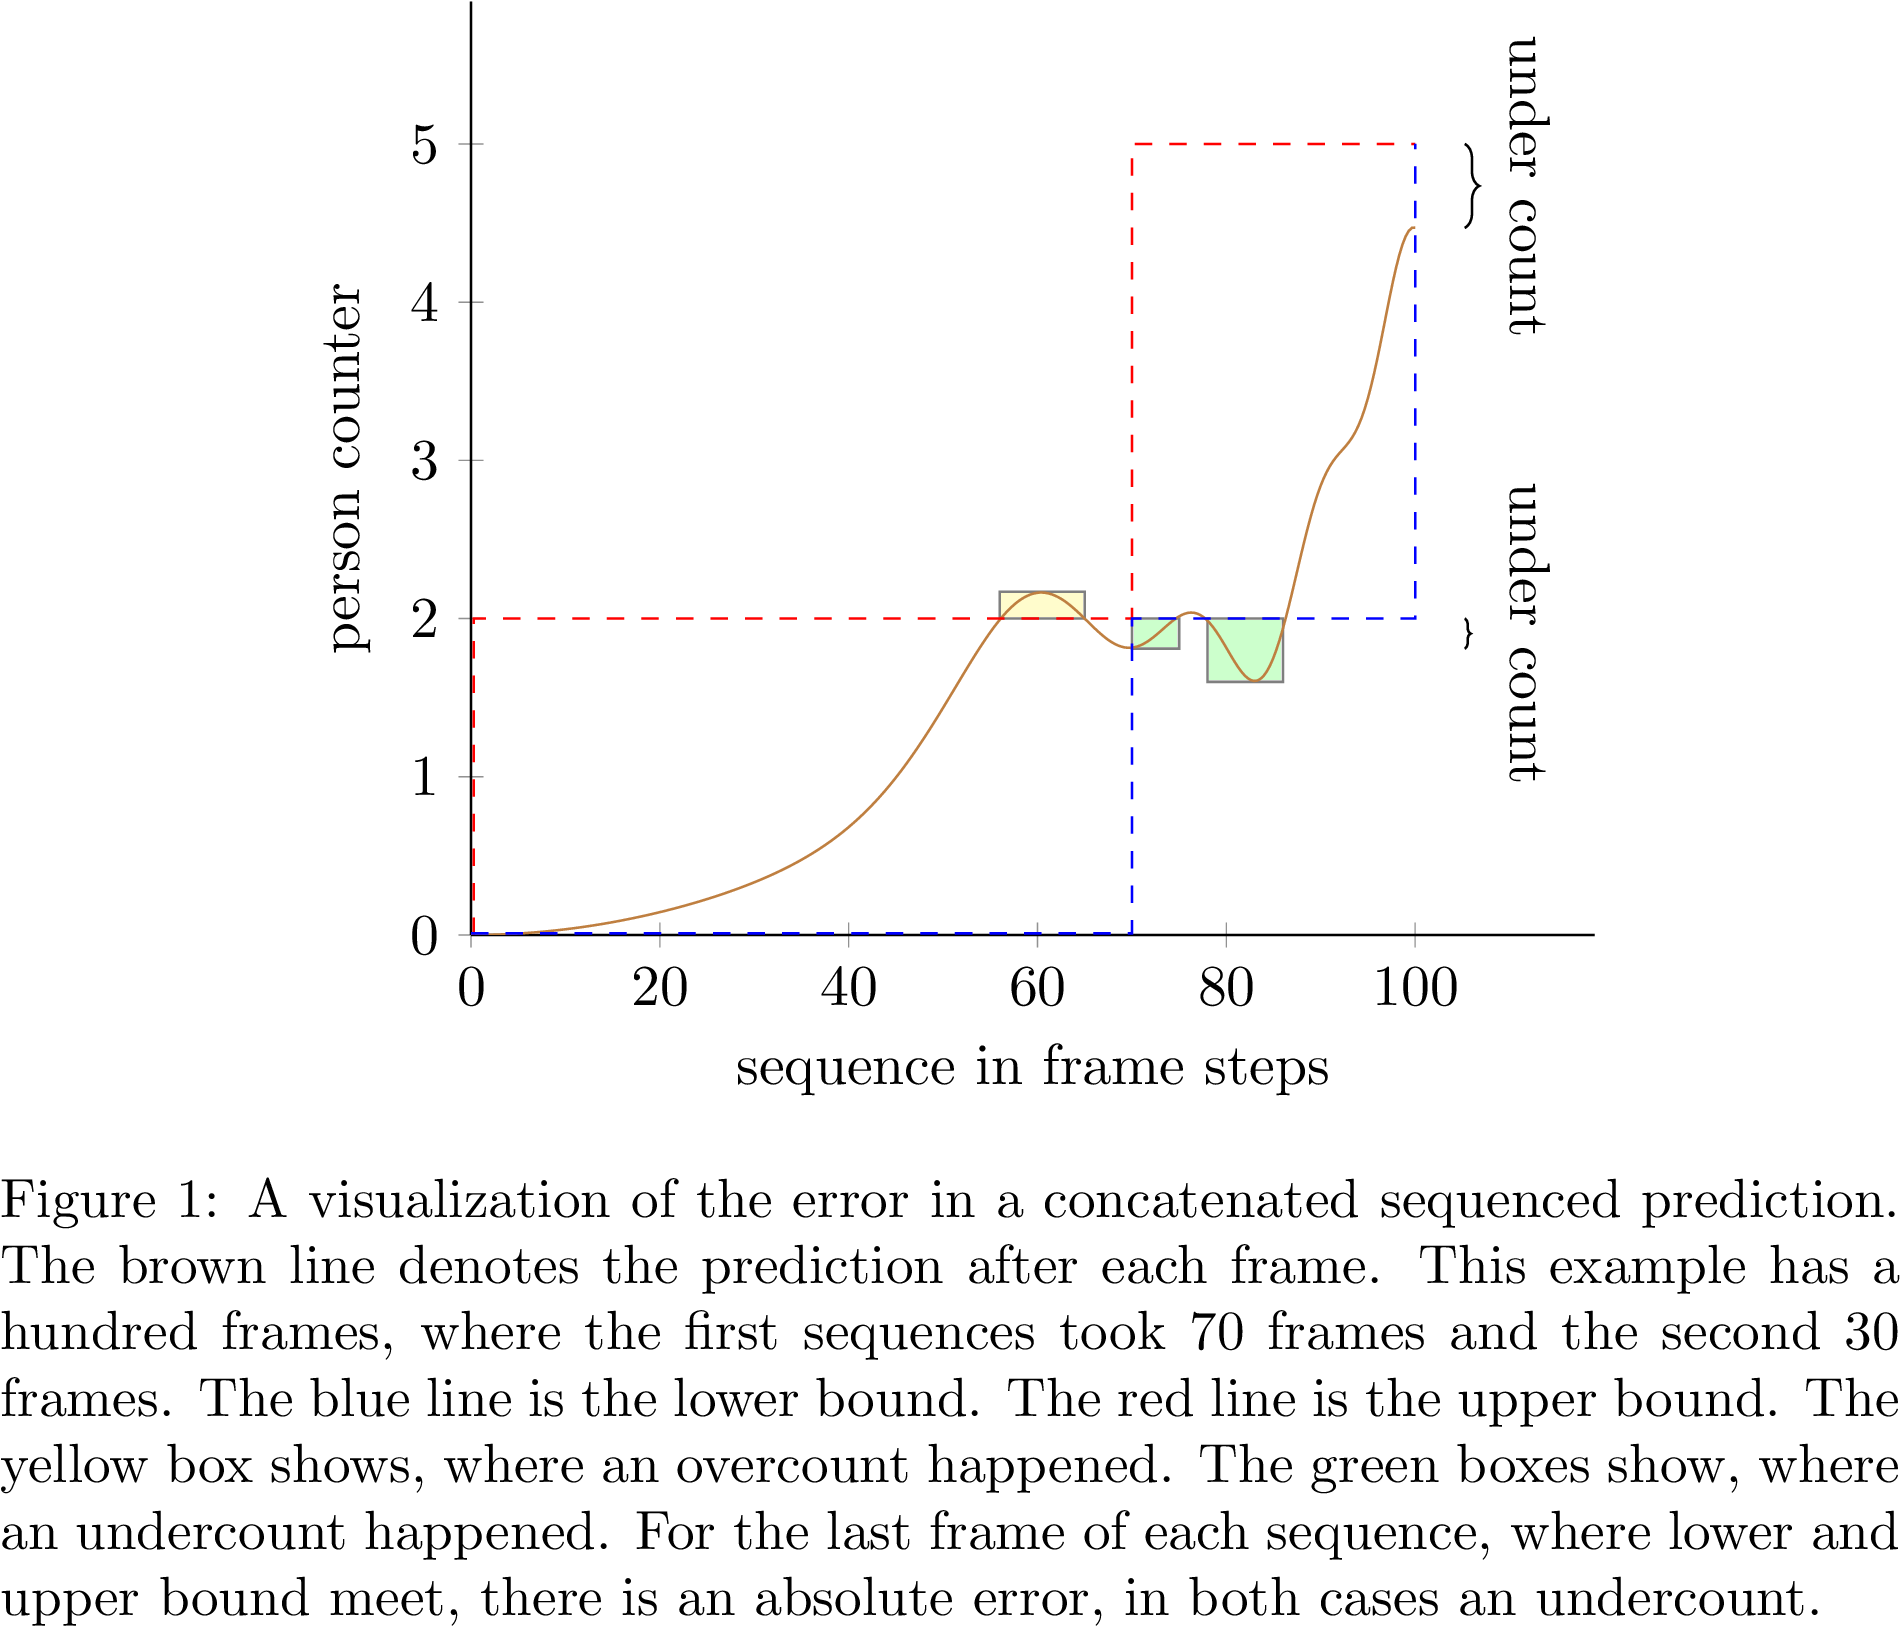 under count
5
4
person counter
3
under count
2
1
0
0 20 40 60 80 100
sequence in frame steps
Figure 1: A visualization of the error in a concatenated sequenced prediction.
The brown line denotes the prediction after each frame. This example has a
hundred frames, where the first sequences took 70 frames and the second 30
frames. The blue line is the lower bound. The red line is the upper bound. The
yellow box shows, where an overcount happened. The green boxes show, where
an undercount happened. For the last frame of each sequence, where lower and
upper bound meet, there is an absolute error, in both cases an undercount.